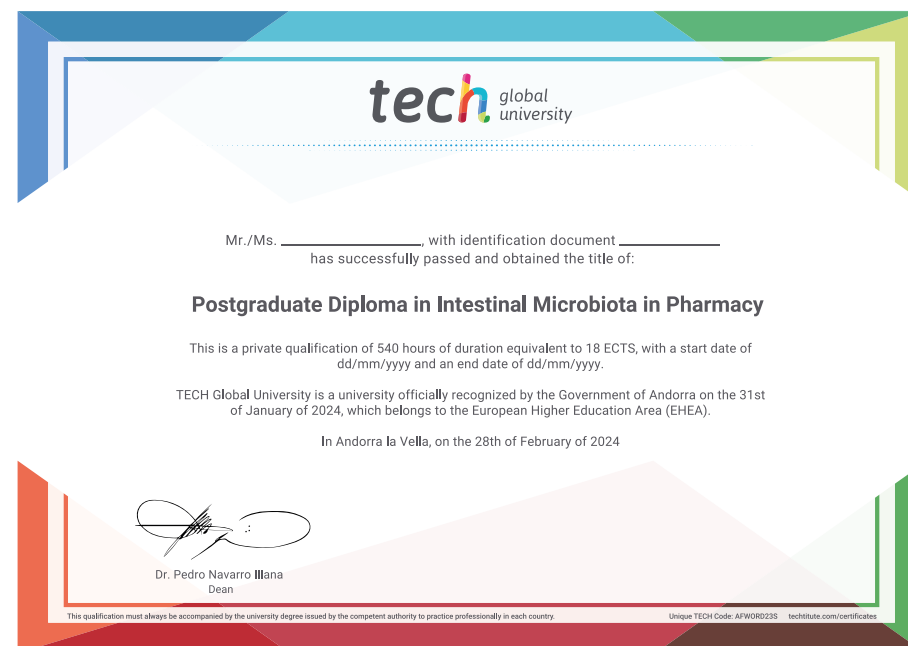 tech global university
Mr./Ms. ____________, with identification document ____________
has successfully passed and obtained the title of:
Postgraduate Diploma in Intestinal Microbiota in Pharmacy
This is a private qualification of 540 hours of duration equivalent to 18 ECTS, with a start date of
dd/mm/yyyy and an end date of dd/mm/yyyy.
TECH Global University is a university officially recognized by the Government of Andorra on the 31st
of January of 2024, which belongs to the European Higher Education Area (EHEA).
In Andorra la Vella, on the 28th of February of 2024
Dr. Pedro Navarro Illana
Dean
This qualification must always be accompanied by the university degree issued by the competent authority to practice professionally in each country. Unique TECH Code: AFWORD23S techtitute.com/certificates